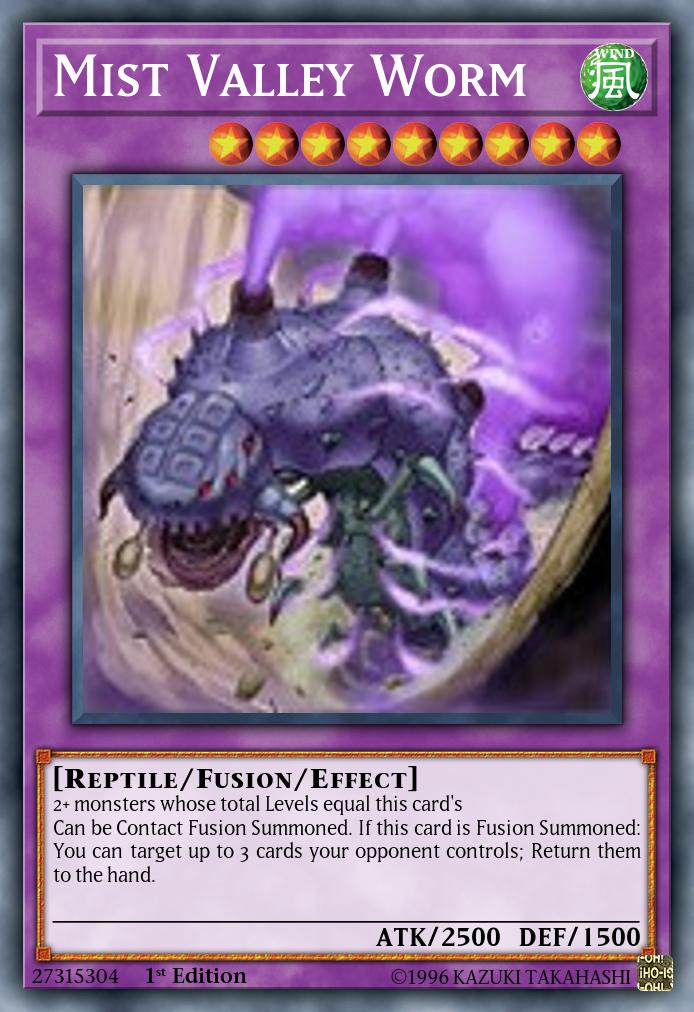 Mist Valley Worm
WIND
風
[Reptile/Fusion/Effect]
2+ monsters whose total Levels equal this card's
Can be Contact Fusion Summoned. If this card is Fusion Summoned:
You can target up to 3 cards your opponent controls; Return them
to the hand.
ATK/2500 DEF/1500
27315304 1st Edition ©1996 KAZUKI TAKAHASHI